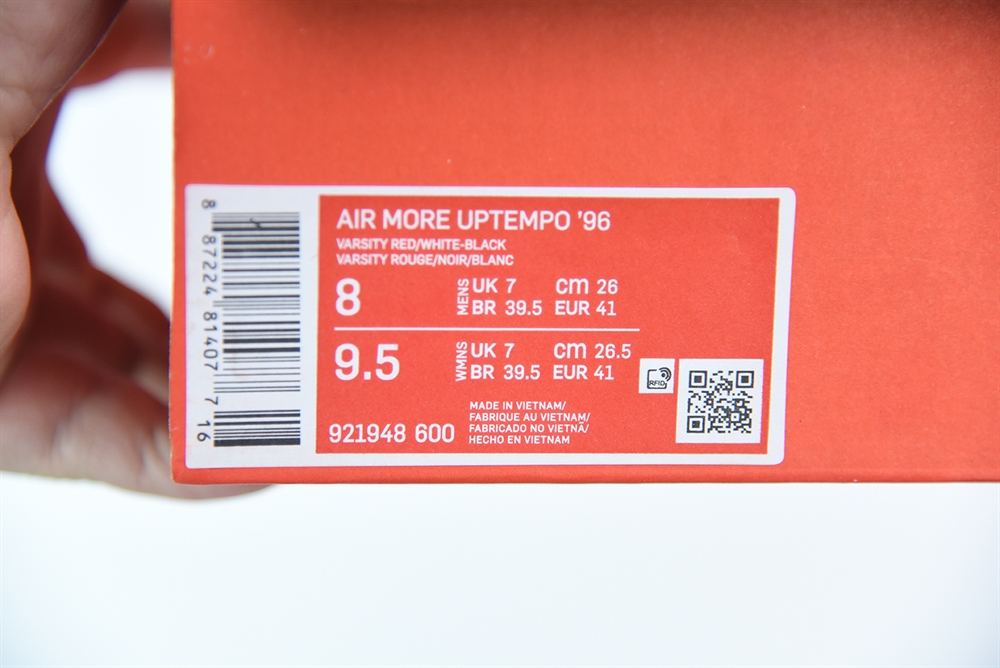 8 87224 81407 7 16
AIR MORE UPTEMPO '96
VARSITY RED/WHITE-BLACK
VARSITY ROUGE/NOIR/BLANC
8 MENS UK 7 cm 26
BR 39.5 EUR 41
9.5 WMNS UK 7 cm 26.5
BR 39.5 EUR 41
RFID
921948 600
MADE IN VIETNAM/
FABRIQUE AU VIETNAM/
FABRICADO NO VIETNÃ/
HECHO EN VIETNAM